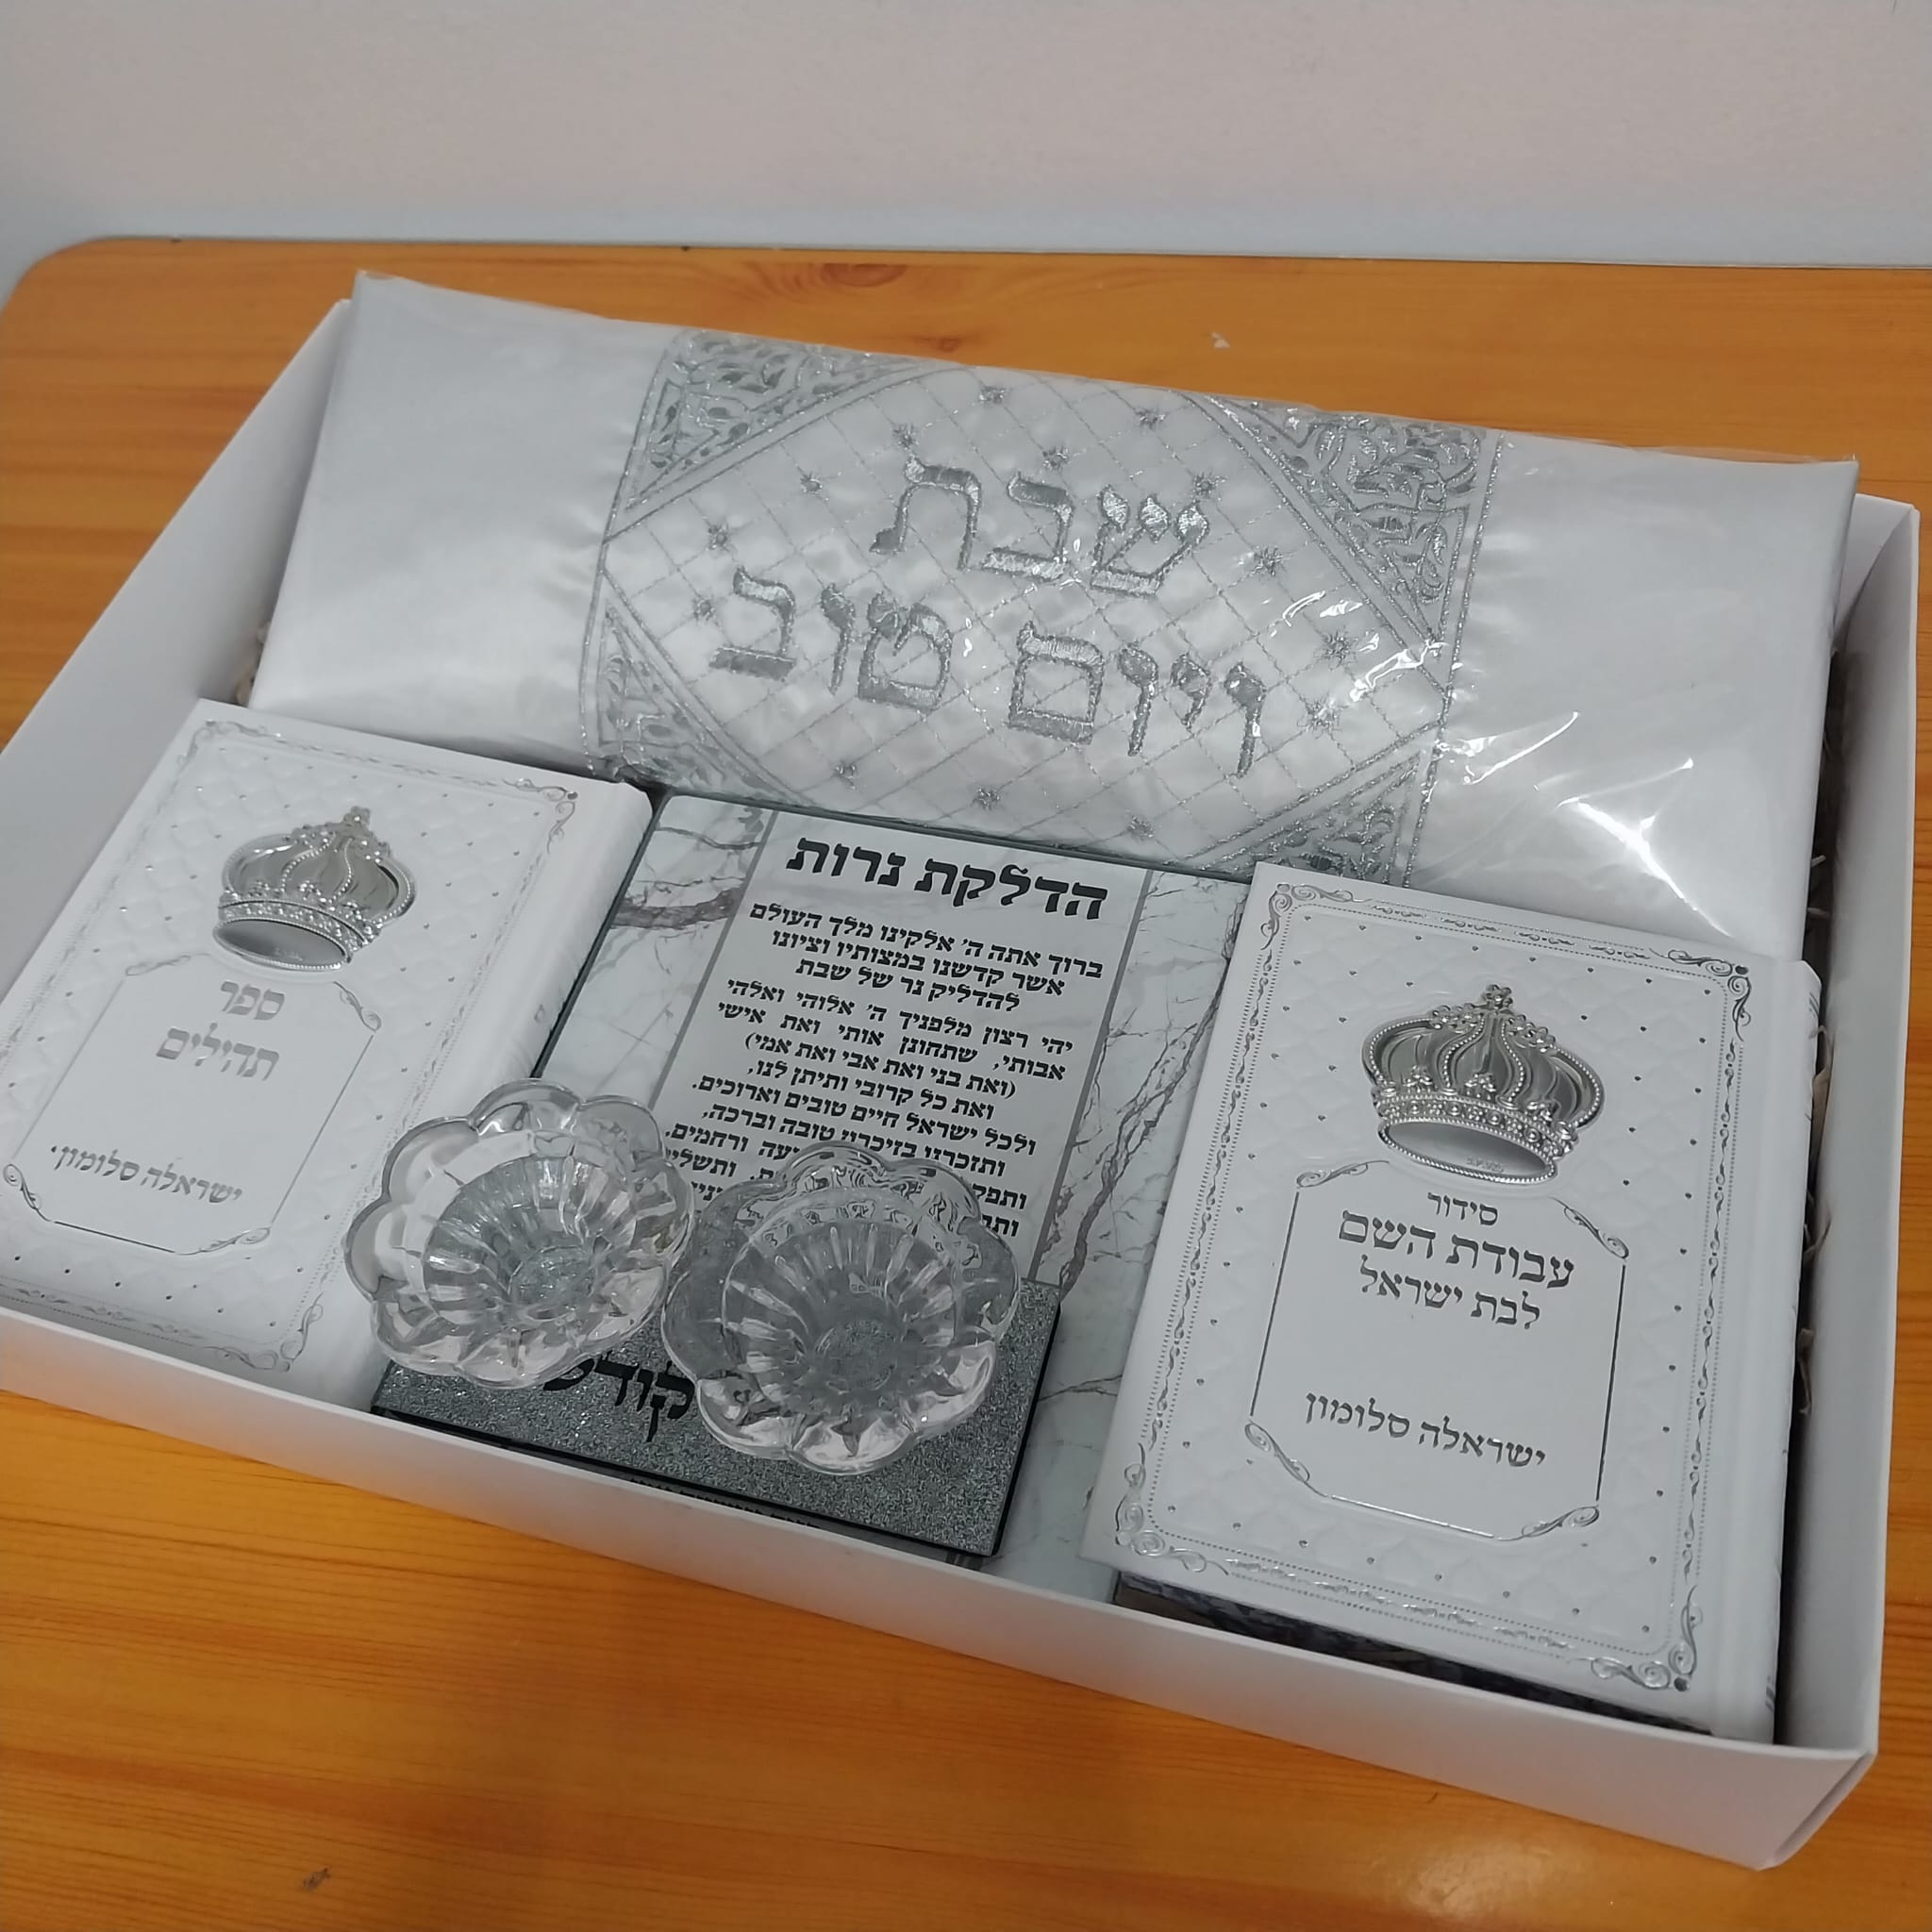 שבת
ויום טוב
ספר
תהילים
ישראלה סלומון
הדלקת נרות
ברוך אתה ה' אלקינו מלך העולם
אשר קדשנו במצותיו וציונו
להדליק נר של שבת
יהי רצון מלפניך ה' אלוהי ואלהי
אבותי, שתחונן אותי ואת אישי
(ואת בני ואת אבי ואת אמי)
ואת כל קרובי ותיתן לנו,
ולכל ישראל חיים טובים וארוכים.
ותזכרנו בזיכרון טובה וברכה,
ורחמים.
סידור
עבודת השם
לבת ישראל
ישראלה סלומון